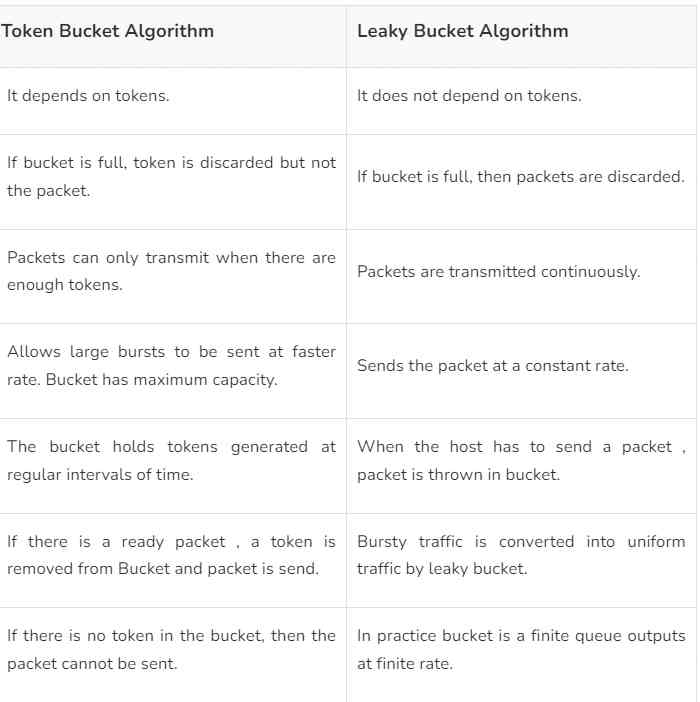 Token Bucket Algorithm
Leaky Bucket Algorithm
It depends on tokens.
It does not depend on tokens.
If bucket is full, token is discarded but not
the packet.
If bucket is full, then packets are discarded.
Packets can only transmit when there are
enough tokens.
Packets are transmitted continuously.
Allows large bursts to be sent at faster
rate. Bucket has maximum capacity.
Sends the packet at a constant rate.
The bucket holds tokens generated at
regular intervals of time.
When the host has to send a packet ,
packet is thrown in bucket.
If there is a ready packet , a token is
removed from Bucket and packet is send.
Bursty traffic is converted into uniform
traffic by leaky bucket.
If there is no token in the bucket, then the
packet cannot be sent.
In practice bucket is a finite queue outputs
at finite rate.